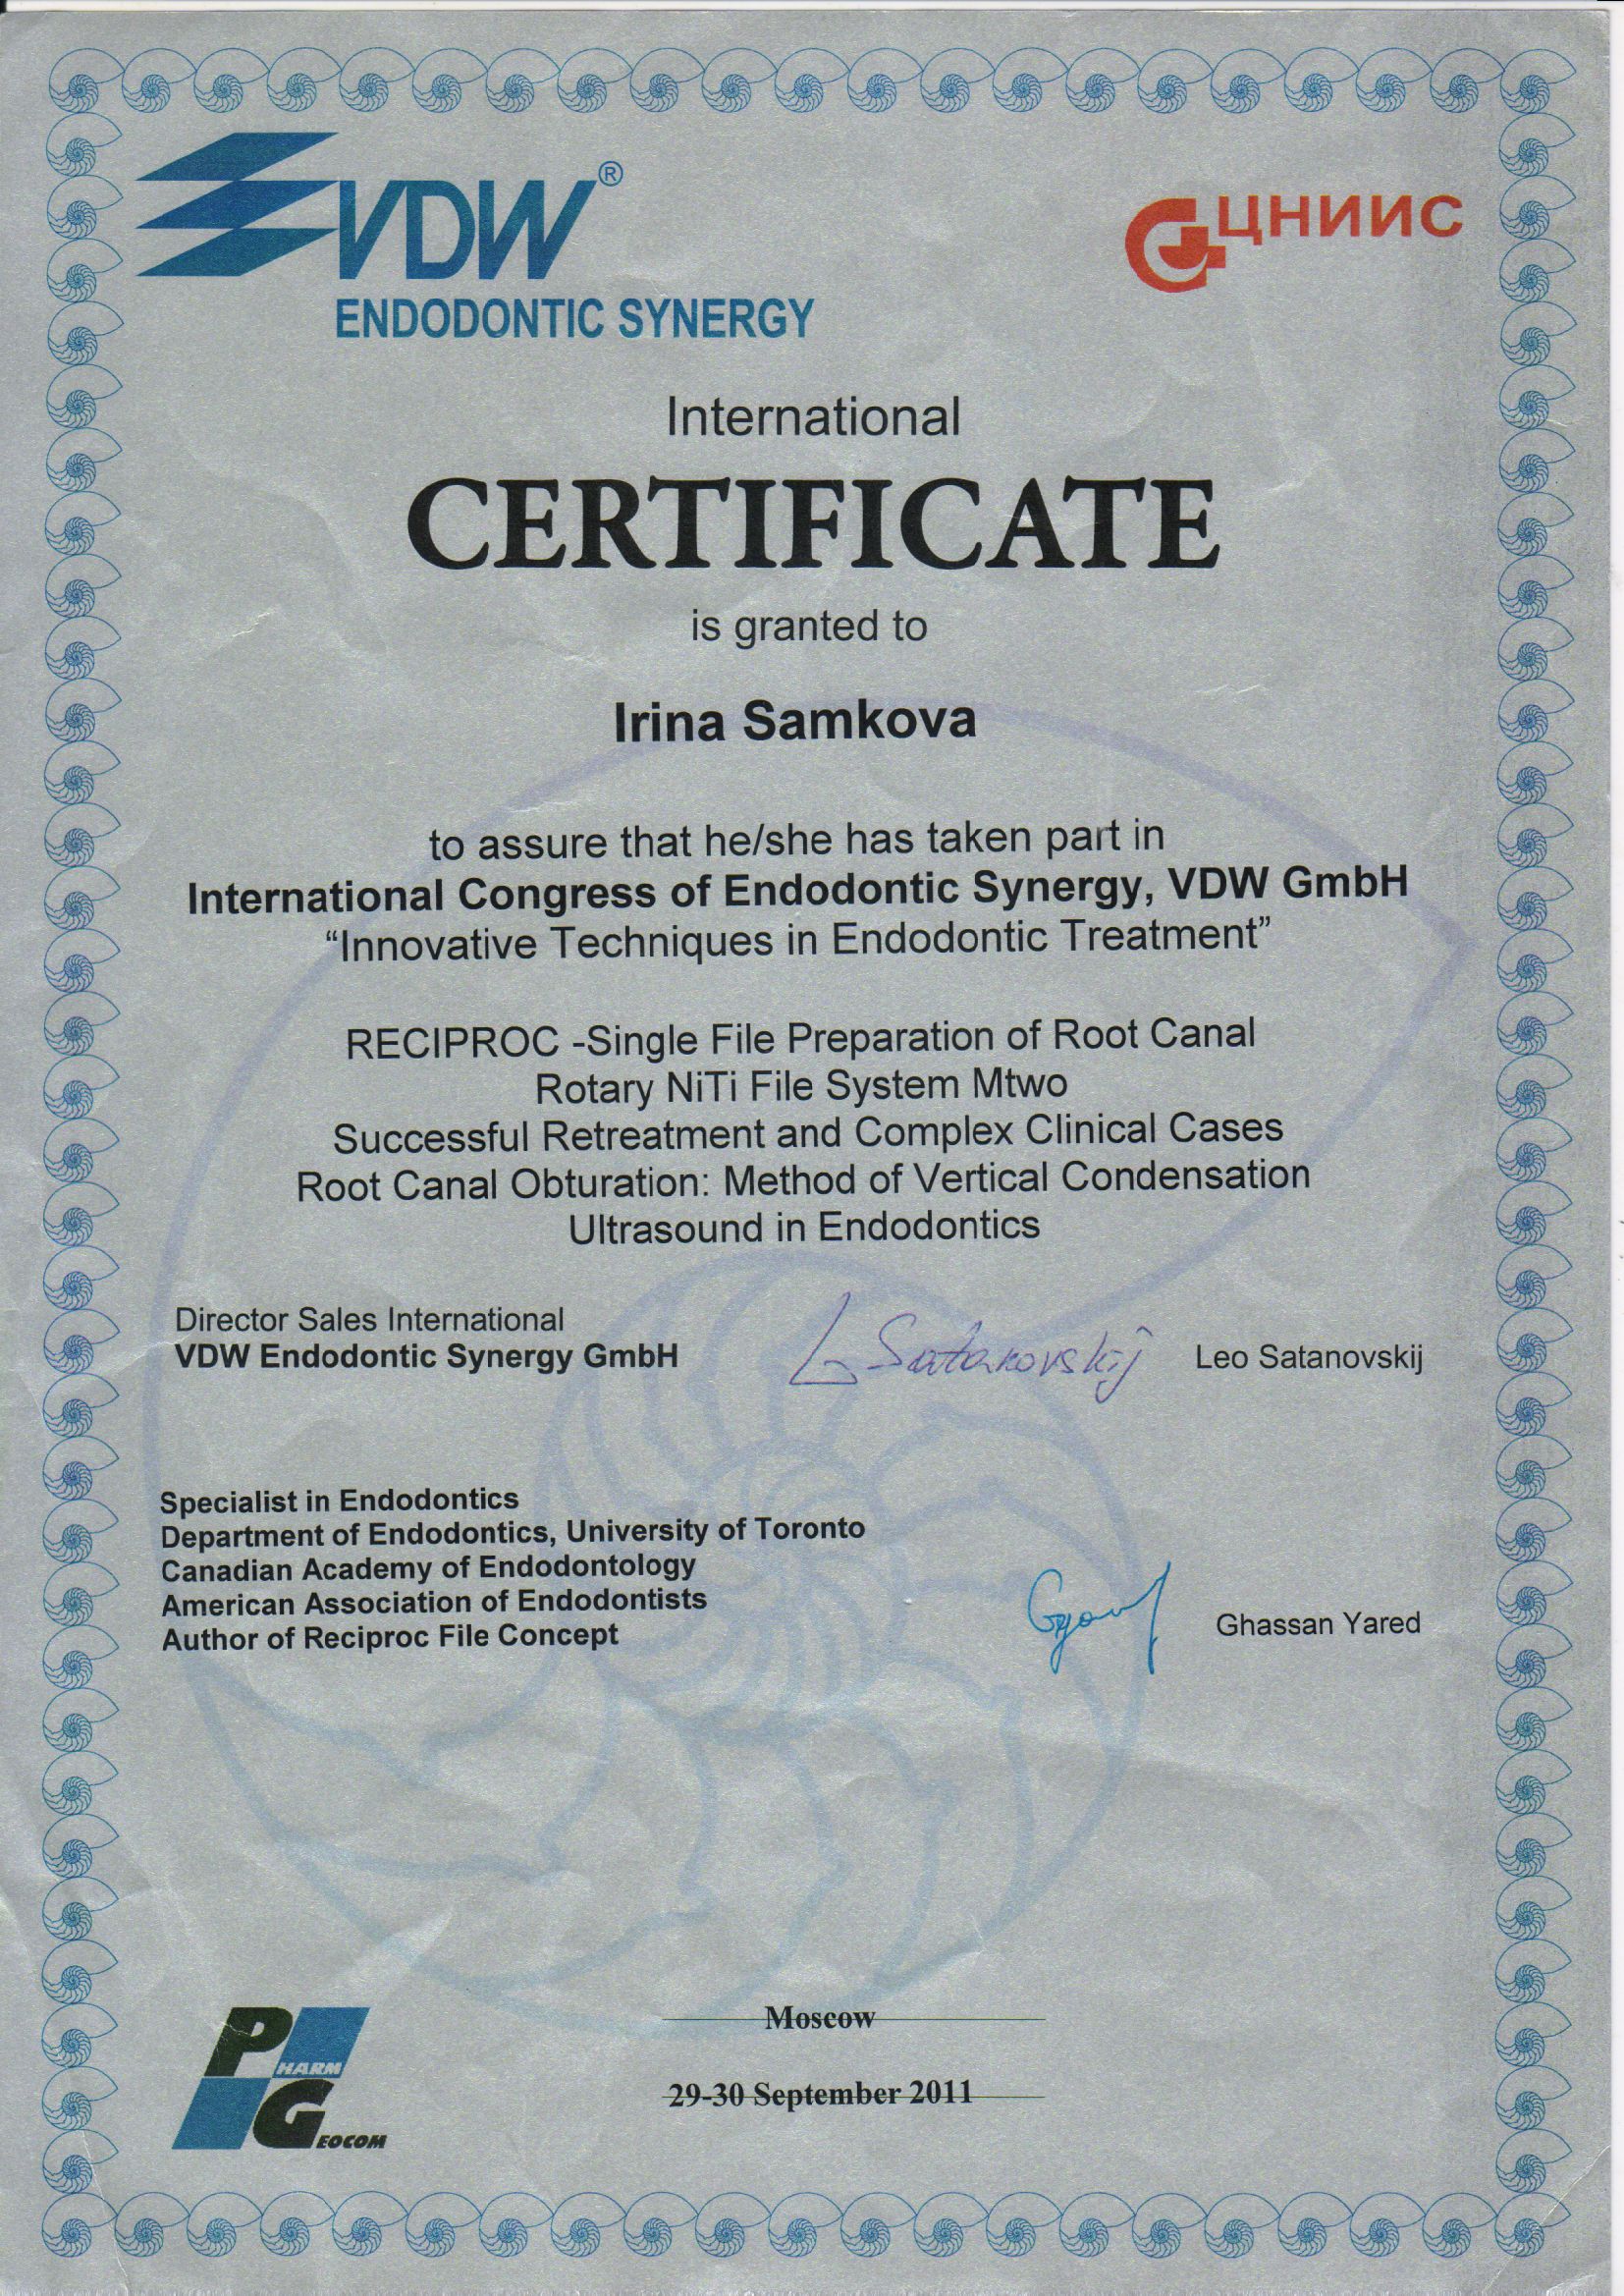 VDW®
ENDODONTIC SYNERGY
ЦНИИС
International
CERTIFICATE
is granted to
Irina Samkova
to assure that he/she has taken part in
International Congress of Endodontic Synergy, VDW GmbH
“Innovative Techniques in Endodontic Treatment”
RECIPROC -Single File Preparation of Root Canal
Rotary NiTi File System Mtwo
Successful Retreatment and Complex Clinical Cases
Root Canal Obturation: Method of Vertical Condensation
Ultrasound in Endodontics
Director Sales International
VDW Endodontic Synergy GmbH
L Satanovskij
Leo Satanovskij
Specialist in Endodontics
Department of Endodontics, University of Toronto
Canadian Academy of Endodontology
American Association of Endodontists
Author of Reciproc File Concept
Ghassan Yared
Moscow
29-30 September 2011
PHARM
GEOCOM